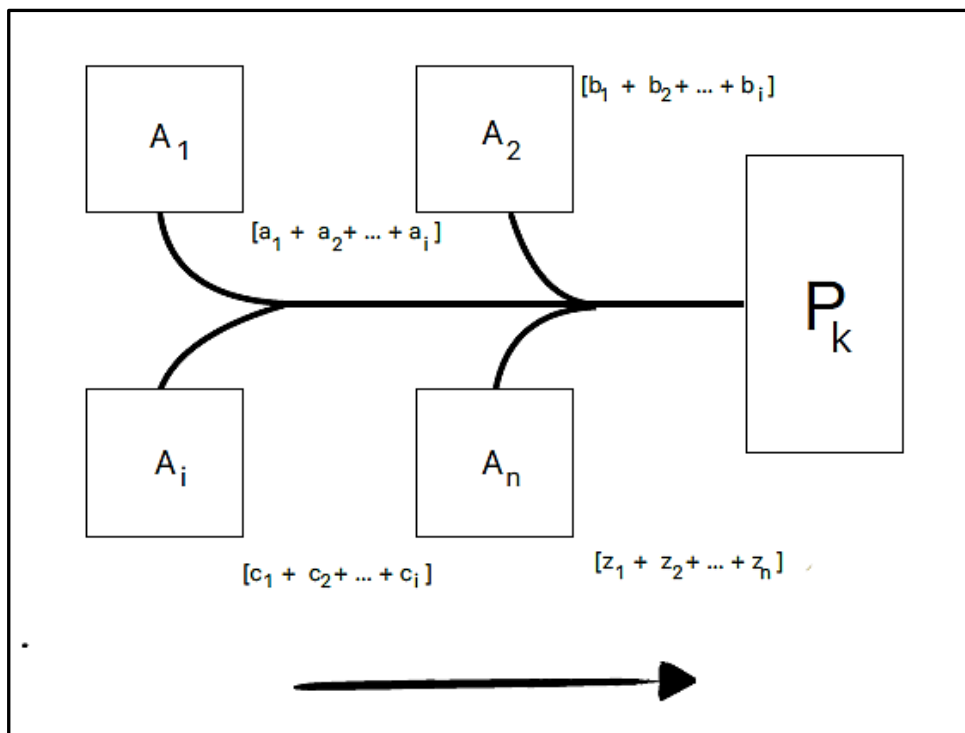 A₁
A₂
[b₁ + b₂+ ... + bᵢ]
[a₁ + a₂+ ... + aᵢ]
Pₖ
Aᵢ
Aₙ
[c₁ + c₂+ ... + cᵢ]
[z₁ + z₂+ ... + zₙ]